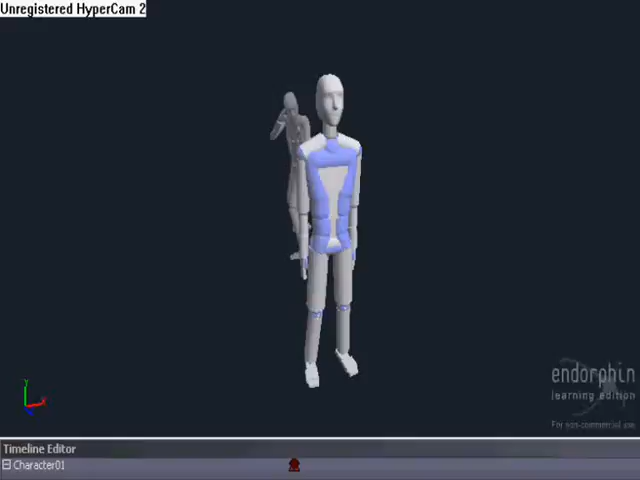 Unregistered HyperCam 2
endorphin
learning edition
For non-commercial use
Timeline Editor
Character01